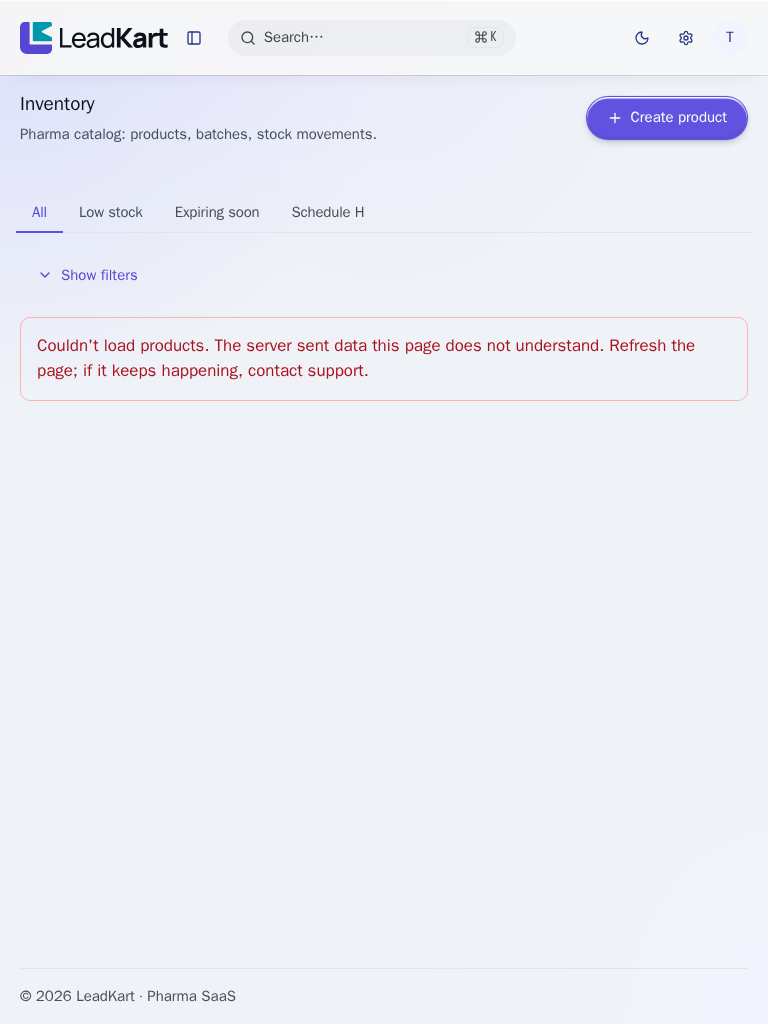 LeadKart
Search…
⌘ K
T
Inventory
Pharma catalog: products, batches, stock movements.
Create product
All
Low stock
Expiring soon
Schedule H
Show filters
Couldn't load products. The server sent data this page does not understand. Refresh the
page; if it keeps happening, contact support.
© 2026 LeadKart · Pharma SaaS